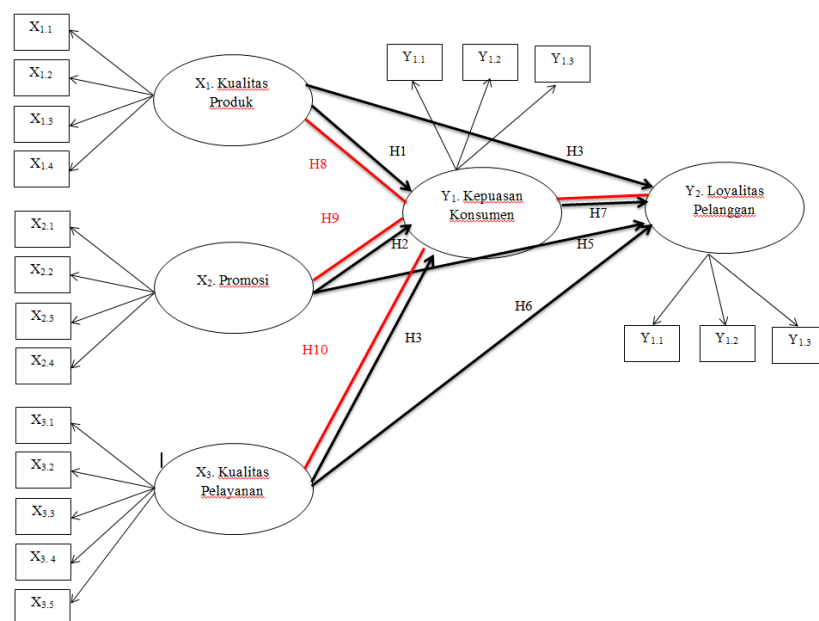 X1.1
X1.2
X1.3
X1.4
X1. Kualitas
Produk
Y1.1
Y1.2
Y1.3
H1
H3
H8
Y1. Kepuasan
Konsumen
Y2. Loyalitas
Pelanggan
H7
H9
H2
H5
X2.1
X2.2
X2.3
X2.4
X2. Promosi
H6
H10
H3
Y1.1
Y1.2
Y1.3
X3.1
X3.2
X3.3
X3. 4
X3.5
X3. Kualitas
Pelayanan